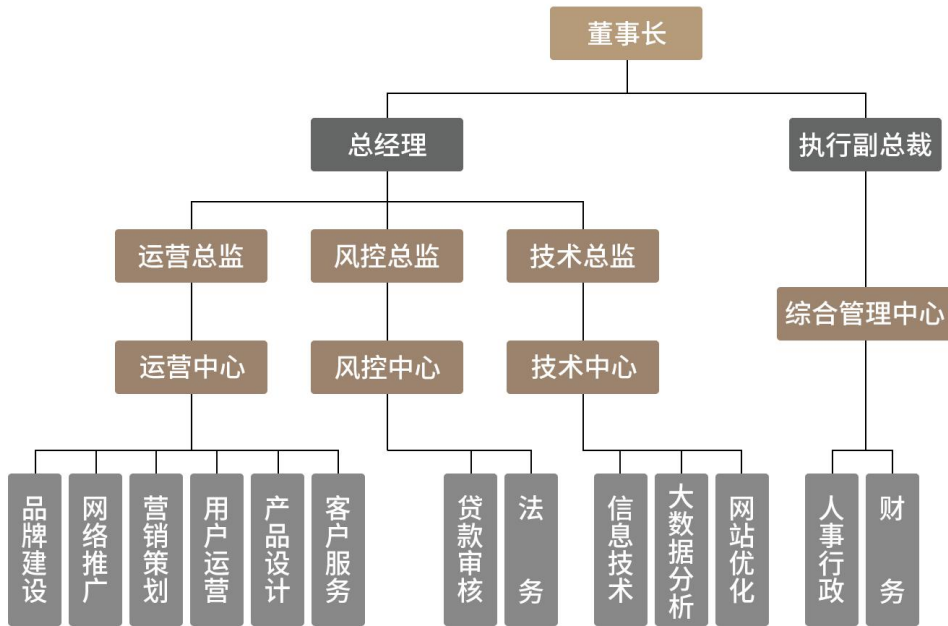 董事长
总经理
执行副总裁
运营总监
风控总监
技术总监
综合管理中心
运营中心
风控中心
技术中心
品牌建设
网络推广
营销策划
用户运营
产品设计
客户服务
贷款审核
法务
信息技术
大数据分析
网站优化
人事行政
财务